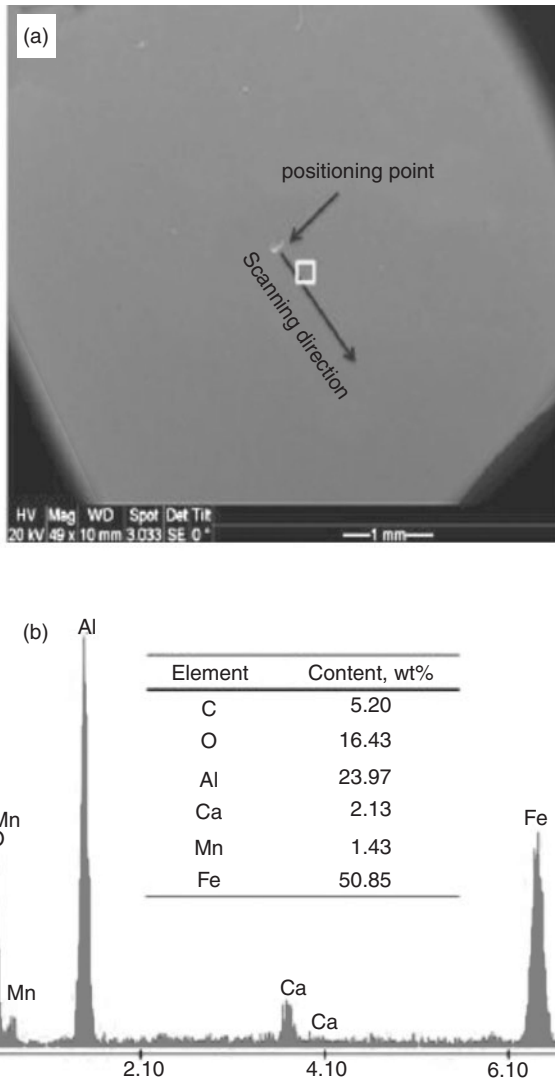 (a)
positioning point
Scanning direction
HV Mag WD Spot Det Tilt
20 kV 49 x 10 mm 3.033 SE 0 °
1 mm
(b)
Al
Element Content, wt%
C 5.20
O 16.43
Al 23.97
Ca 2.13
Mn 1.43
Fe 50.85
Fe
Mn
Ca
Ca
2.10 4.10 6.10